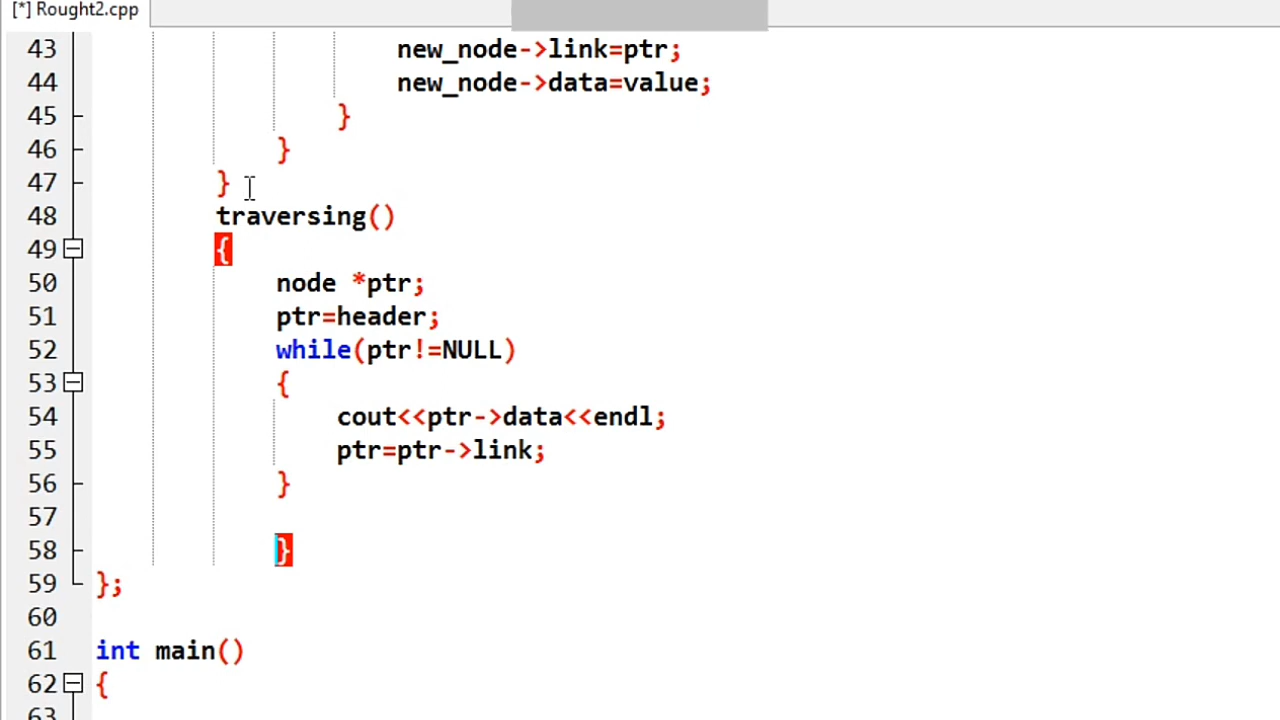 [*] Rought2.cpp
43 new_node->link=ptr;
44 new_node->data=value;
45 }
46 }
47 }
48 traversing()
49 {
50 node *ptr;
51 ptr=header;
52 while(ptr!=NULL)
53 {
54 cout<<ptr->data<<endl;
55 ptr=ptr->link;
56 }
57
58 }
59 };
60
61 int main()
62 {
63